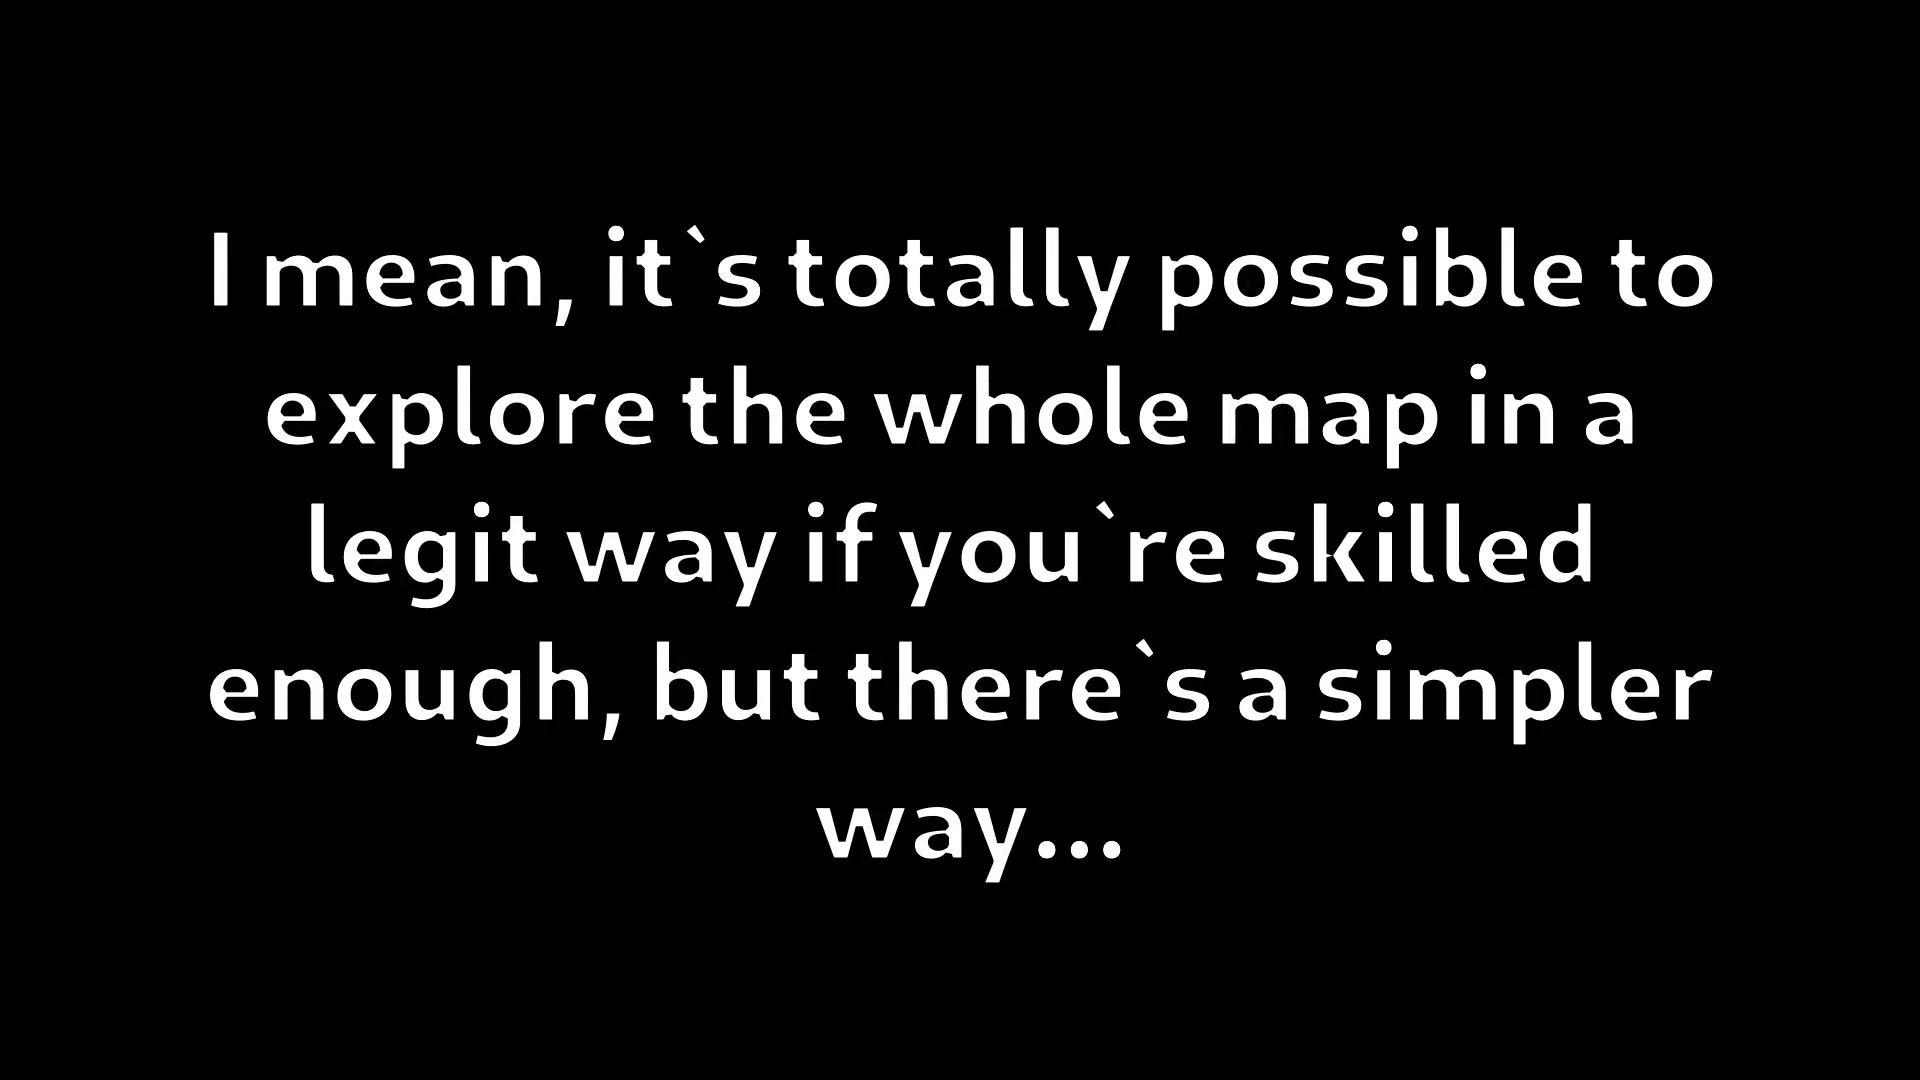 I mean, it`s totally possible to
explore the whole map in a
legit way if you`re skilled
enough, but there`s a simpler
way...